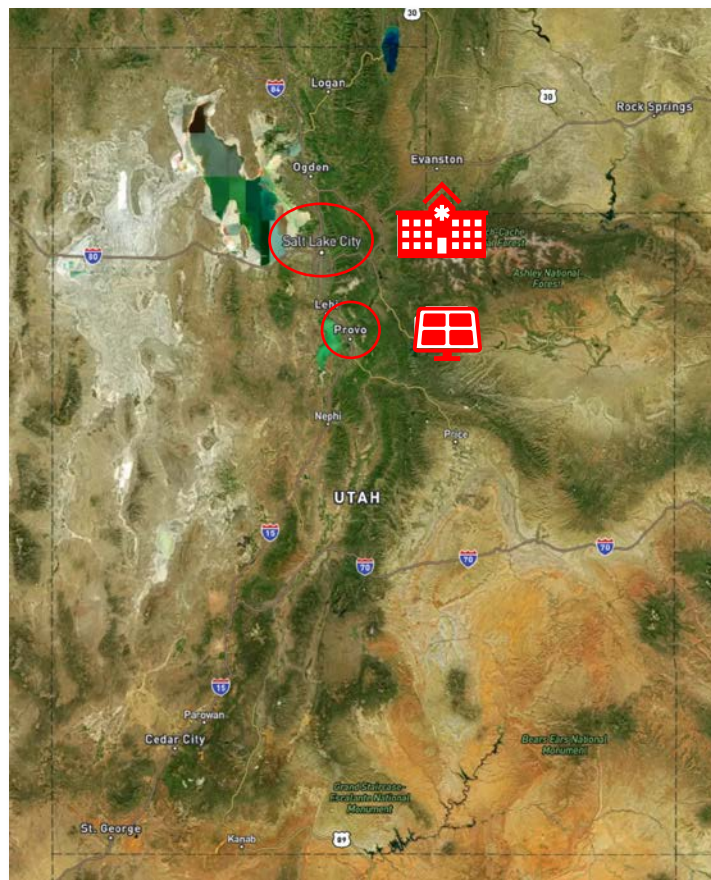 30
Logan
84
30
Rock Springs
Ogden
Evanston
Salt Lake City
80
Ashley National
Forest
Lehi
Provo
Nephi
Price
UTAH
15
70
70
70
15
Parowan
Cedar City
Bears Ears National
Monument
Grand Staircase-
Escalante National
Monument
St. George
Kanab
89